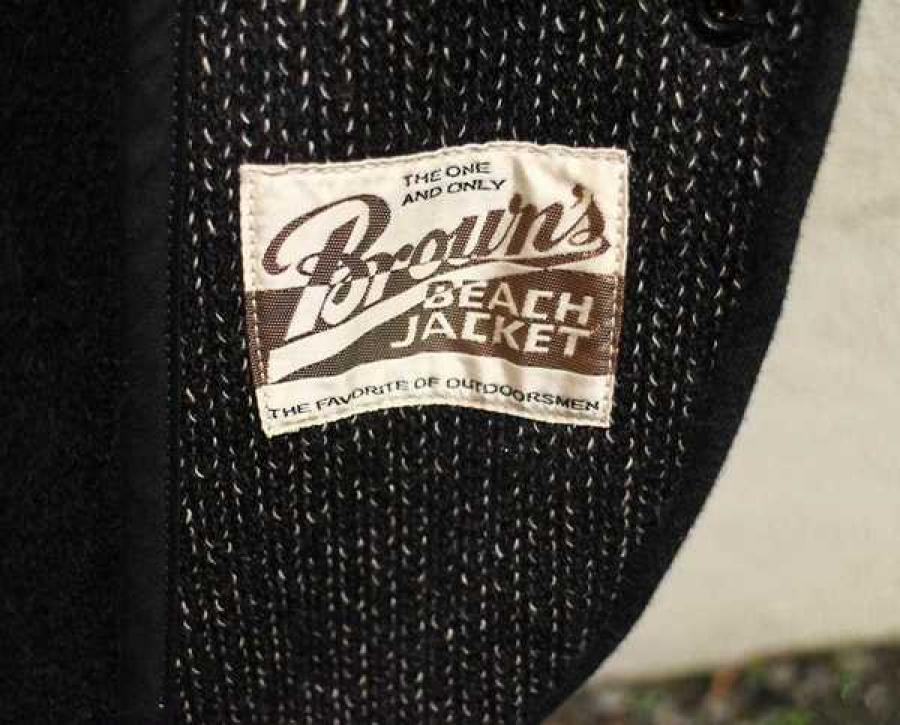 THE ONE
AND ONLY
Brown's
BEACH
JACKET
THE FAVORITE OF OUTDOORSMEN